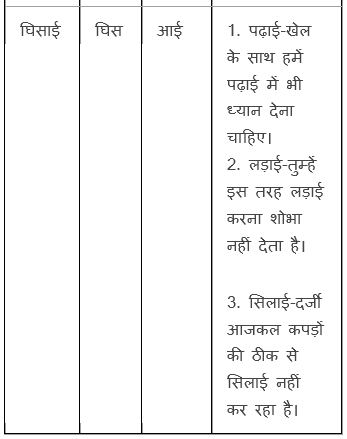 घिसाई घिस आई 1. पढ़ाई-खेल
के साथ हमें
पढ़ाई में भी
ध्यान देना
चाहिए।
2. लड़ाई-तुम्हें
इस तरह लड़ाई
करना शोभा
नहीं देता है।
3. सिलाई-दर्जी
आजकल कपड़ों
की ठीक से
सिलाई नहीं
कर रहा है।